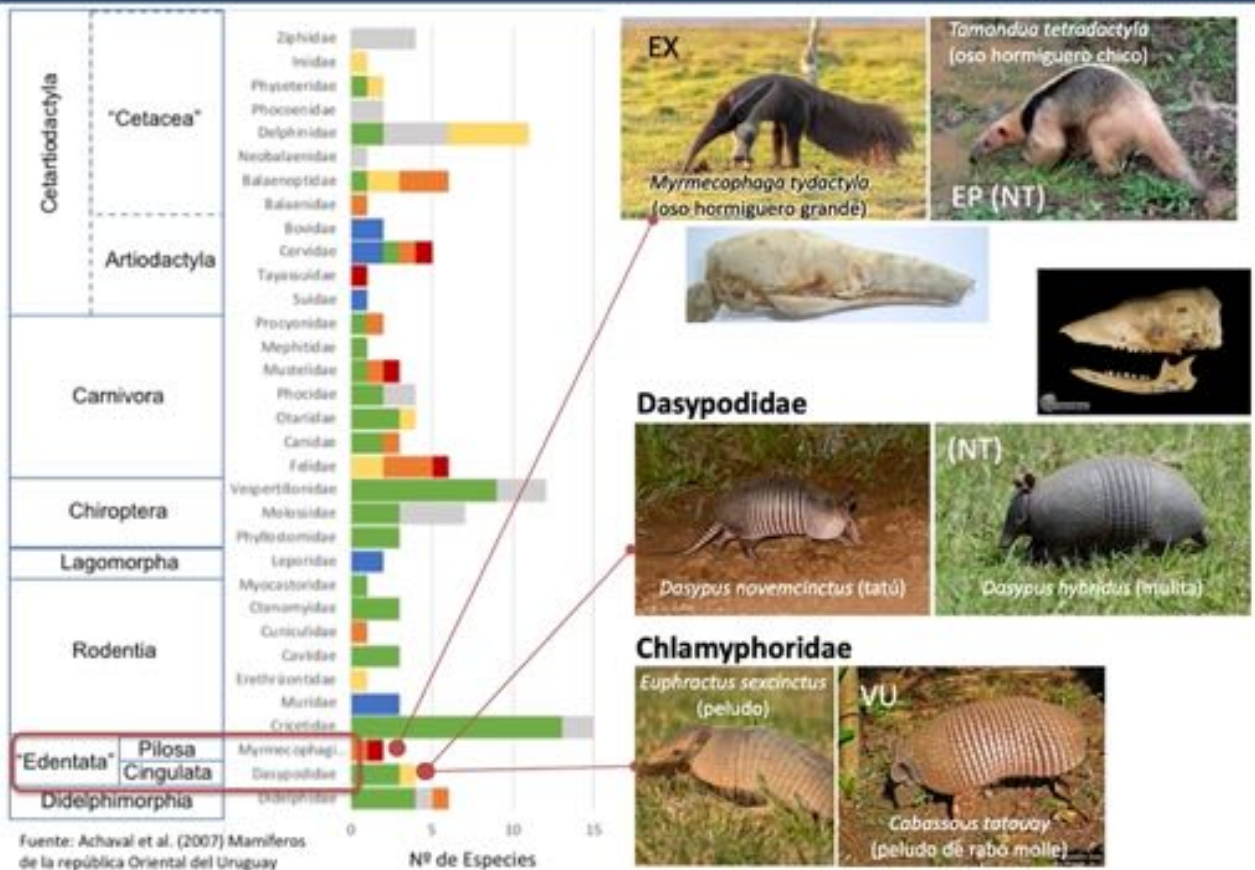 Cetartiodactyla
"Cetacea"
Artiodactyla
Carnivora
Chiroptera
Lagomorpha
Rodentia
"Edentata"
Pilosa
Cingulata
Didelphimorphia
Ziphiidae
Iniidae
Physeteridae
Phocoenidae
Delphinidae
Neobalaenidae
Balaenoptidae
Balaenidae
Bovidae
Cervidae
Tayassuidae
Suidae
Procyonidae
Mephitidae
Mustelidae
Phocidae
Otariidae
Canidae
Felidae
Vespertilionidae
Molossidae
Phyllostomidae
Leporidae
Myocastoridae
Ctenomyidae
Cuniculidae
Caviidae
Erethizontidae
Muridae
Cricetidae
Myrmecophagi...
Dasypodidae
Didelphidae
0 5 10 15
Nº de Especies
Fuente: Achaval et al. (2007) Mamíferos
de la república Oriental del Uruguay
EX
Myrmecophaga tydactyla
(oso hormiguero grande)
Tamandua tetradactyla
(oso hormiguero chico)
EP (NT)
Dasypodidae
Dasypus novemcinctus (tatú)
(NT)
Dasypus hybridus (mulita)
Chlamyphoridae
Euphractus sexcinctus
(peludo)
VU
Cabassous tatouay
(peludo de rabo molle)